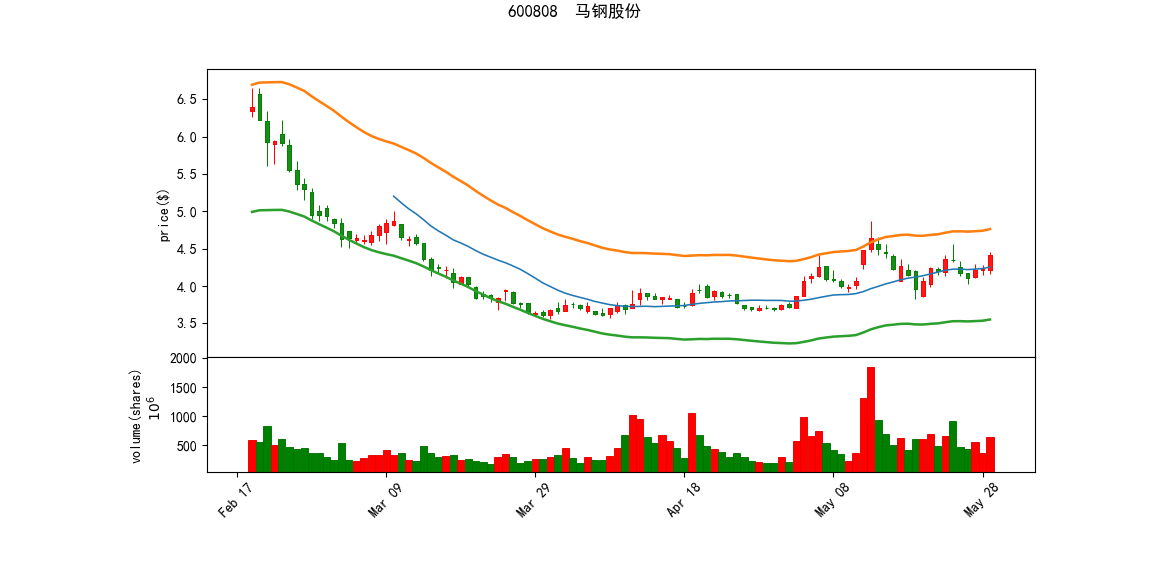 600808 马钢股份
price($)
6.5
6.0
5.5
5.0
4.5
4.0
3.5
volume(shares)
10^6
2000
1500
1000
500
Feb 17
Mar 09
Mar 29
Apr 18
May 08
May 28